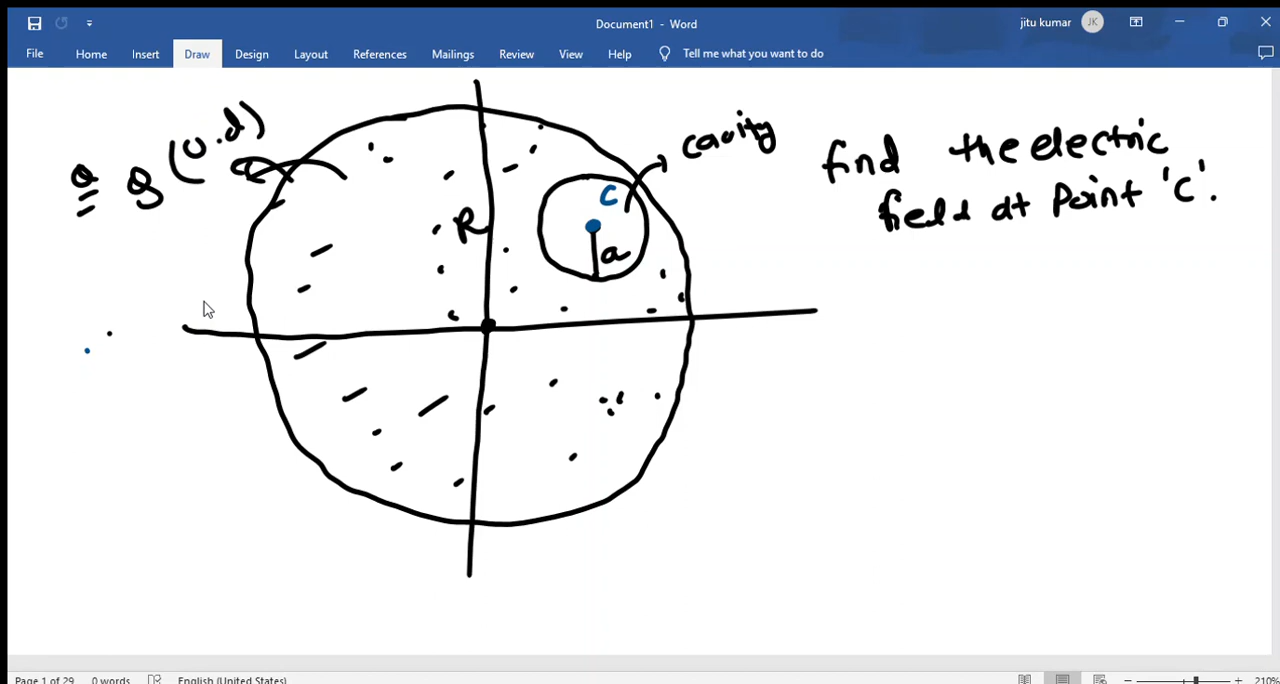 Document1 - Word
jitu kumar JK
File Home Insert Draw Design Layout References Mailings Review View Help Tell me what you want to do
(U.d)
cavity
find the electric
field at Point 'C'.
C
R
a
Page 1 of 29 0 words English (United States) 210%